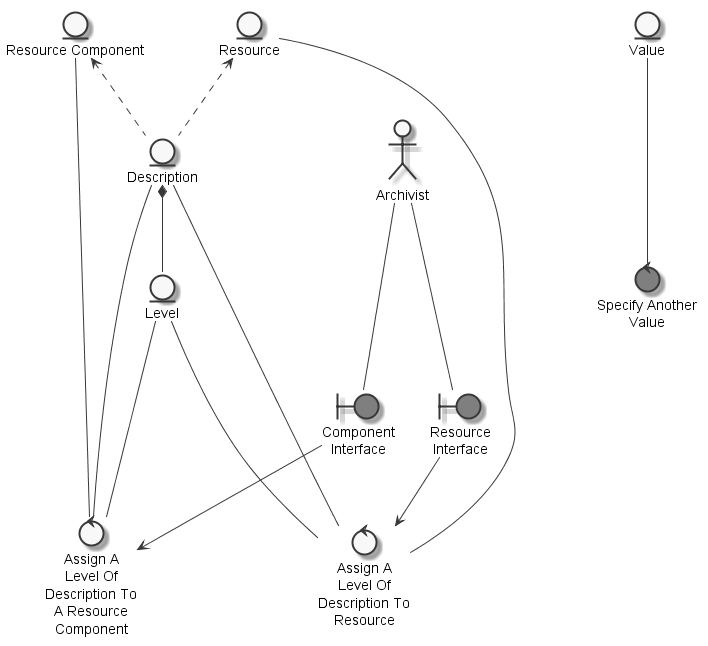 Resource Component
Resource
Value
Description
Archivist
Level
Specify Another
Value
Component
Interface
Resource
Interface
Assign A
Level Of
Description To
A Resource
Component
Assign A
Level Of
Description To
Resource